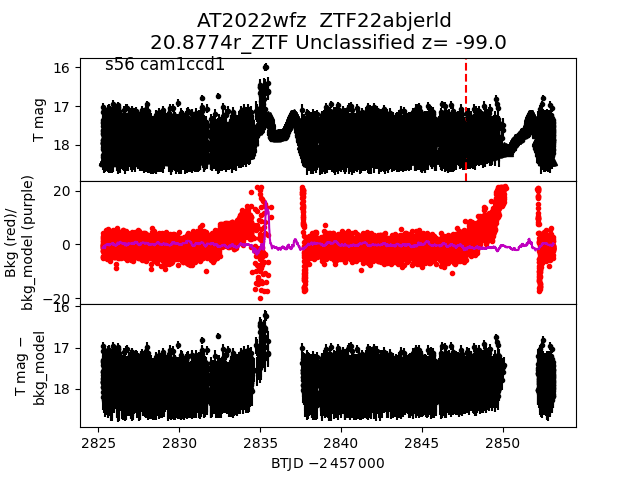 AT2022wfz  ZTF22abjerld
20.8774r_ZTF Unclassified z= -99.0
s56 cam1ccd1
16
17
18
T mag
20
0
−20
Bkg (red)/
bkg_model (purple)
16
17
18
T mag −
bkg_model
2825
2830
2835
2840
2845
2850
BTJD −2 457 000